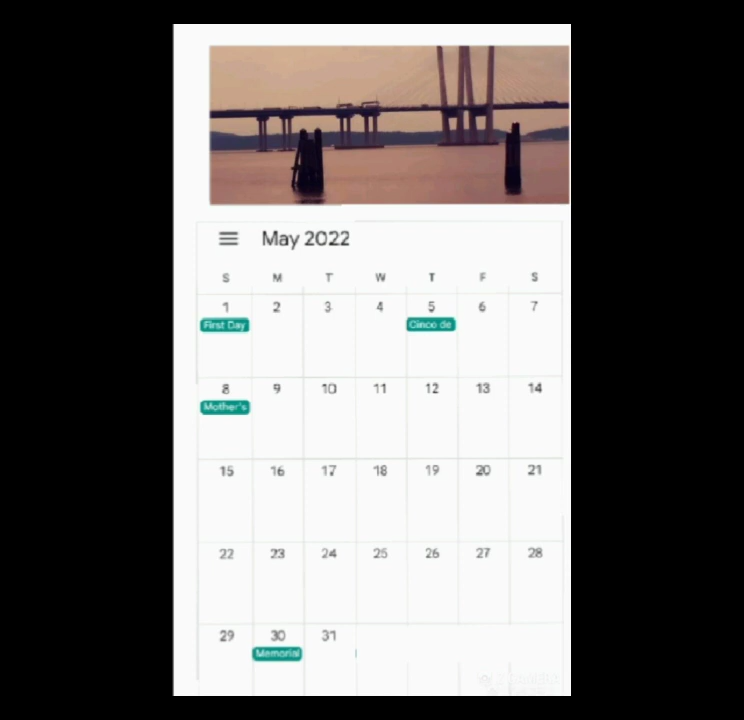 May 2022
S M T W T F S
1 2 3 4 5 6 7
First Day Cinco de
8 9 10 11 12 13 14
Mother's
15 16 17 18 19 20 21
22 23 24 25 26 27 28
29 30 31
Memorial